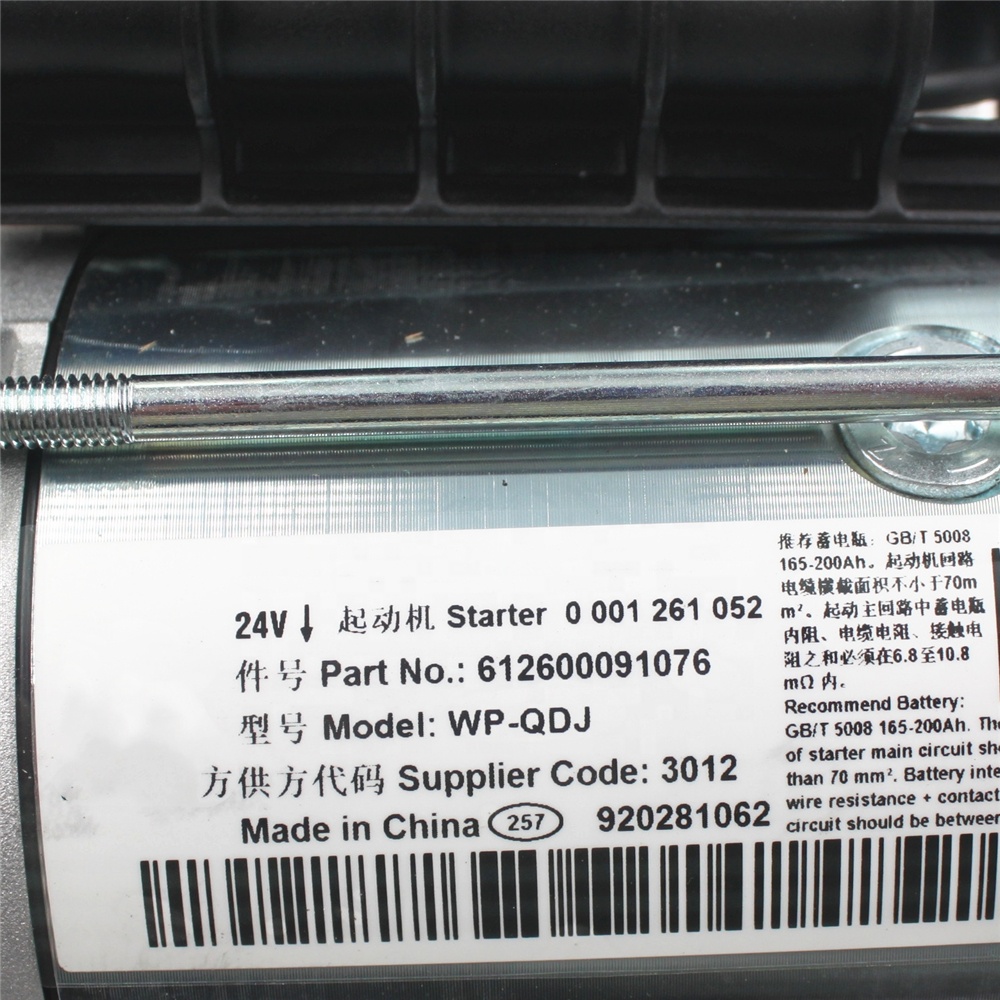 24V 起动机 Starter 0 001 261 052
件号 Part No.: 612600091076
型号 Model: WP-QDJ
方供方代码 Supplier Code: 3012
Made in China 257 920281062
推荐蓄电瓶: GB/T 5008
165-200Ah。起动机回路
电缆横截面积不小于70m
m²。起动主回路中蓄电瓶
内阻、电缆电阻、接触电
阻之和必须在6.8至10.8
mΩ 内。
Recommend Battery:
GB/T 5008 165-200Ah. The
of starter main circuit sho
than 70 mm². Battery inte
wire resistance + contact
circuit should be between